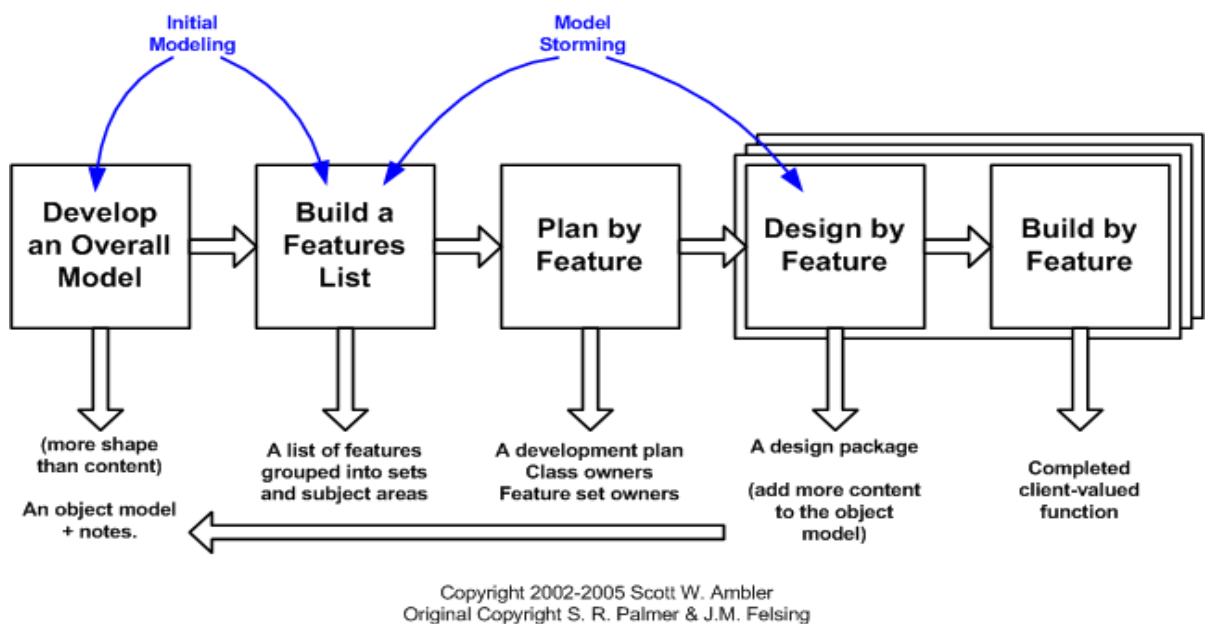 Initial
Modeling
Model
Storming
Develop
an Overall
Model
Build a
Features
List
Plan by
Feature
Design by
Feature
Build by
Feature
(more shape
than content)
An object model
+ notes.
A list of features
grouped into sets
and subject areas
A development plan
Class owners
Feature set owners
A design package
(add more content
to the object
model)
Completed
client-valued
function
Copyright 2002-2005 Scott W. Ambler
Original Copyright S. R. Palmer & J.M. Felsing